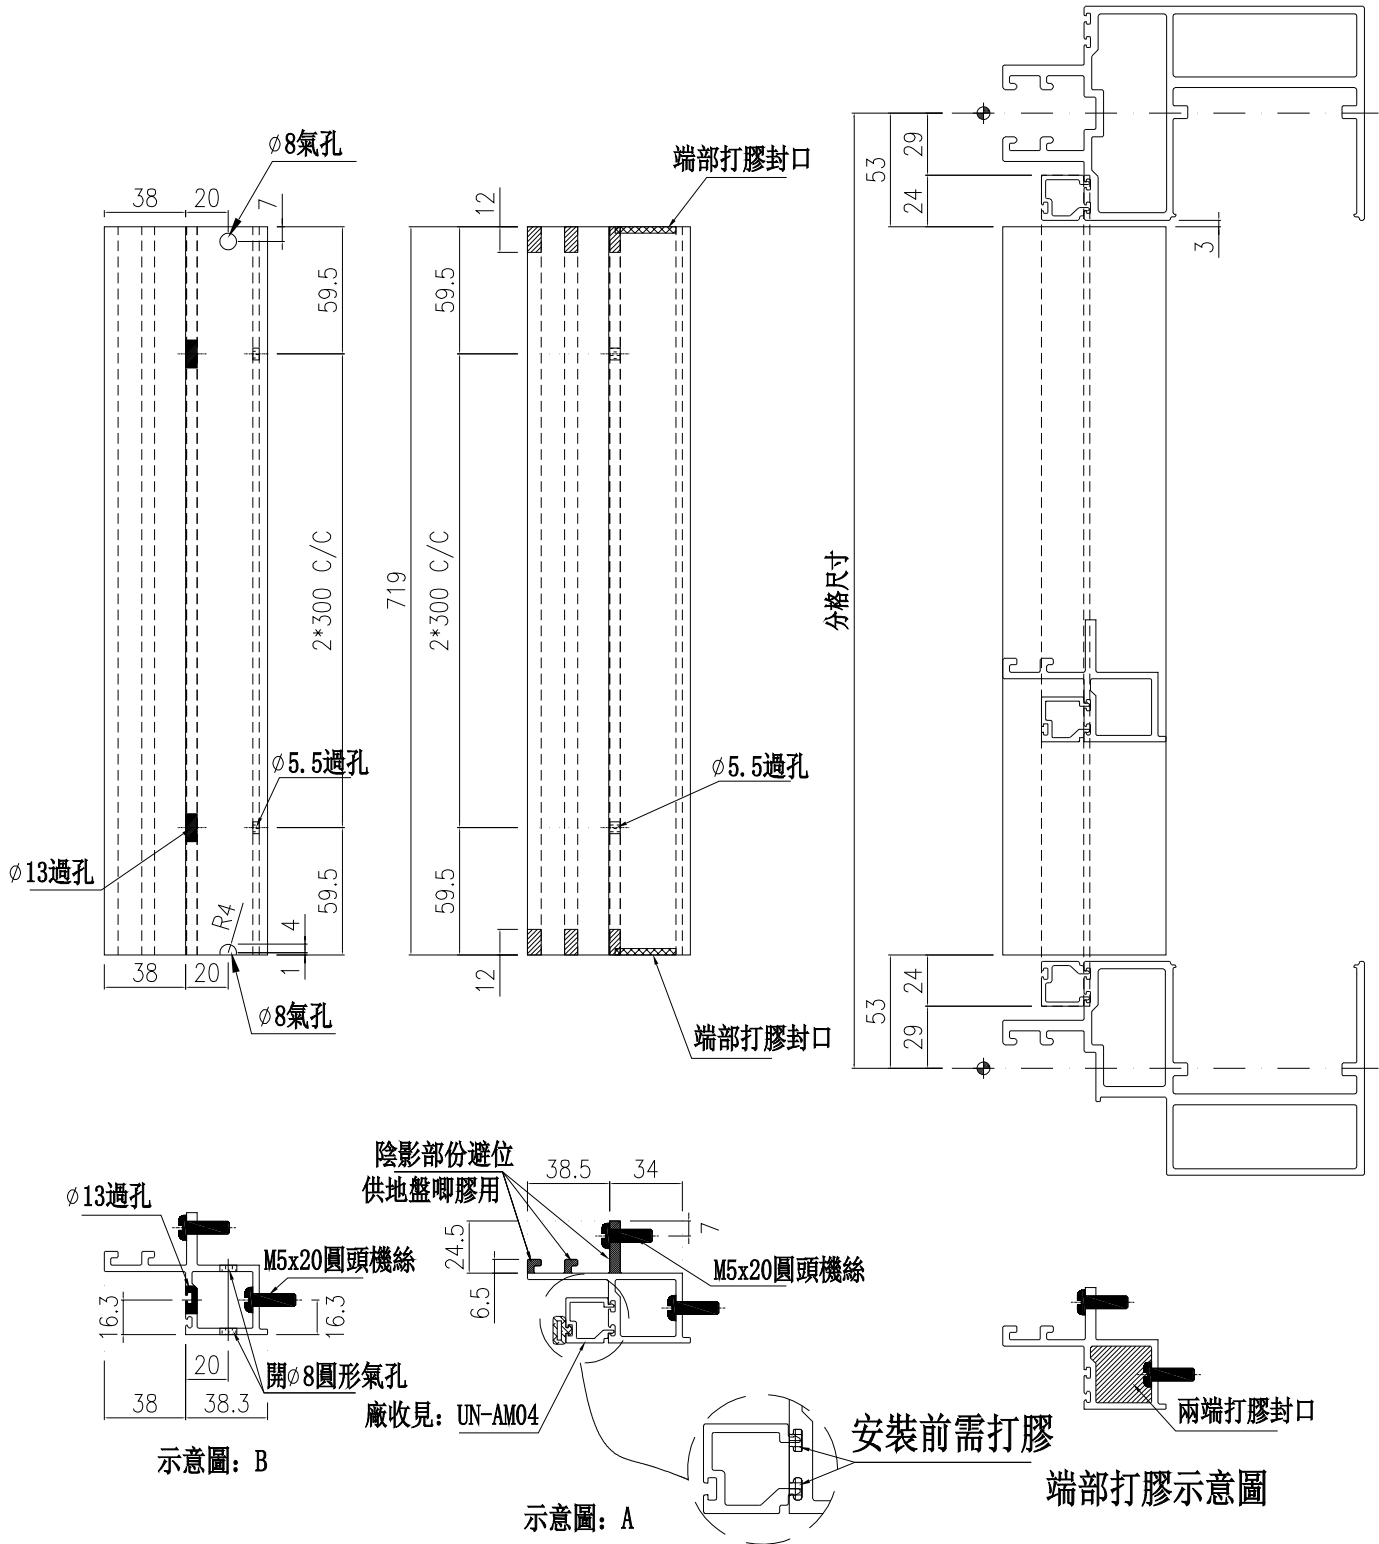 ⌀8氣孔
38
20
7
59.5
2*300 C/C
⌀5.5過孔
⌀13過孔
59.5
R4
4
1
38
20
⌀8氣孔
端部打膠封口
12
59.5
719
2*300 C/C
⌀5.5過孔
59.5
12
端部打膠封口
53
29
24
3
分格尺寸
24
53
29
⌀13過孔
M5x20圓頭機絲
16.3
16.3
20
開⌀8圓形氣孔
38
38.3
示意圖: B
陰影部份避位
供地盤唧膠用
38.5
34
7
24.5
6.5
M5x20圓頭機絲
廠收見: UN-AM04
安裝前需打膠
示意圖: A
兩端打膠封口
端部打膠示意圖